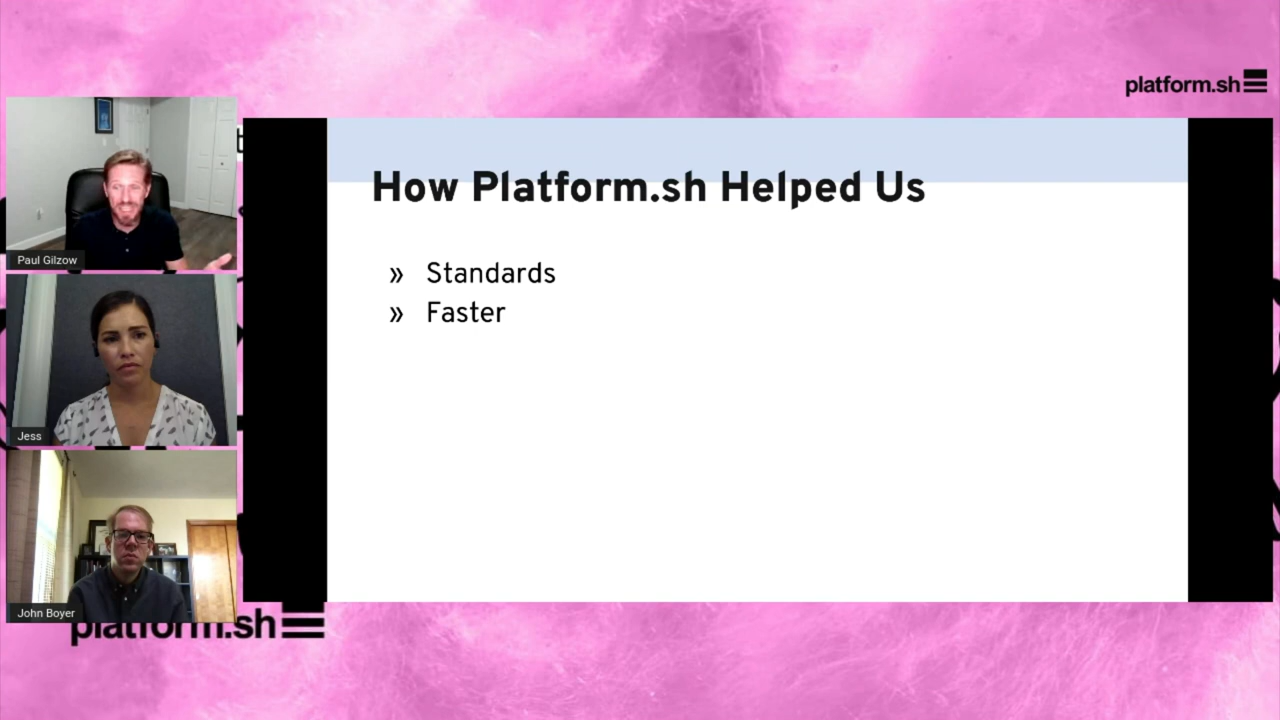 platform.sh
How Platform.sh Helped Us
» Standards
» Faster
Paul Gilzow
Jess
John Boyer
platform.sh